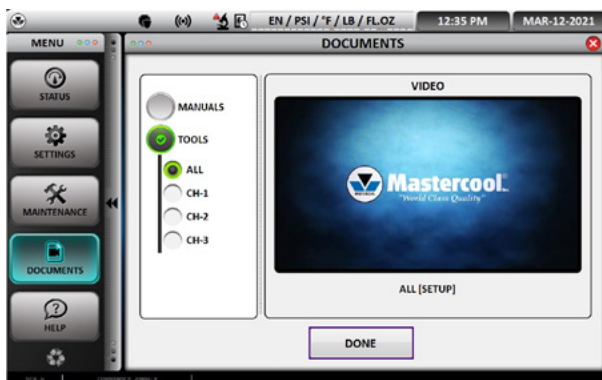 EN / PSI / °F / LB / FL.OZ
12:35 PM
MAR-12-2021
MENU
DOCUMENTS
STATUS
SETTINGS
MAINTENANCE
DOCUMENTS
HELP
MANUALS
TOOLS
ALL
CH-1
CH-2
CH-3
VIDEO
Mastercool
"World Class Quality"
ALL [SETUP]
DONE